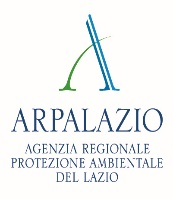 ARPALAZIO
AGENZIA REGIONALE
PROTEZIONE AMBIENTALE
DEL LAZIO